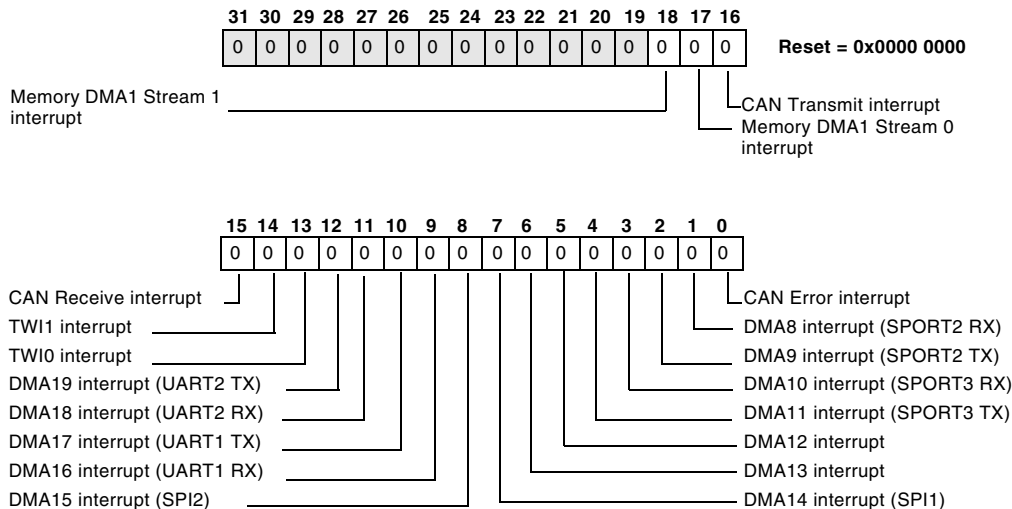 31 30 29 28 27 26 25 24 23 22 21 20 19 18 17 16
0 0 0 0 0 0 0 0 0 0 0 0 0 0 0 0 Reset = 0x0000 0000
Memory DMA1 Stream 1
interrupt
CAN Transmit interrupt
Memory DMA1 Stream 0
interrupt
15 14 13 12 11 10 9 8 7 6 5 4 3 2 1 0
0 0 0 0 0 0 0 0 0 0 0 0 0 0 0 0
CAN Receive interrupt
TWI1 interrupt
TWI0 interrupt
DMA19 interrupt (UART2 TX)
DMA18 interrupt (UART2 RX)
DMA17 interrupt (UART1 TX)
DMA16 interrupt (UART1 RX)
DMA15 interrupt (SPI2)
CAN Error interrupt
DMA8 interrupt (SPORT2 RX)
DMA9 interrupt (SPORT2 TX)
DMA10 interrupt (SPORT3 RX)
DMA11 interrupt (SPORT3 TX)
DMA12 interrupt
DMA13 interrupt
DMA14 interrupt (SPI1)